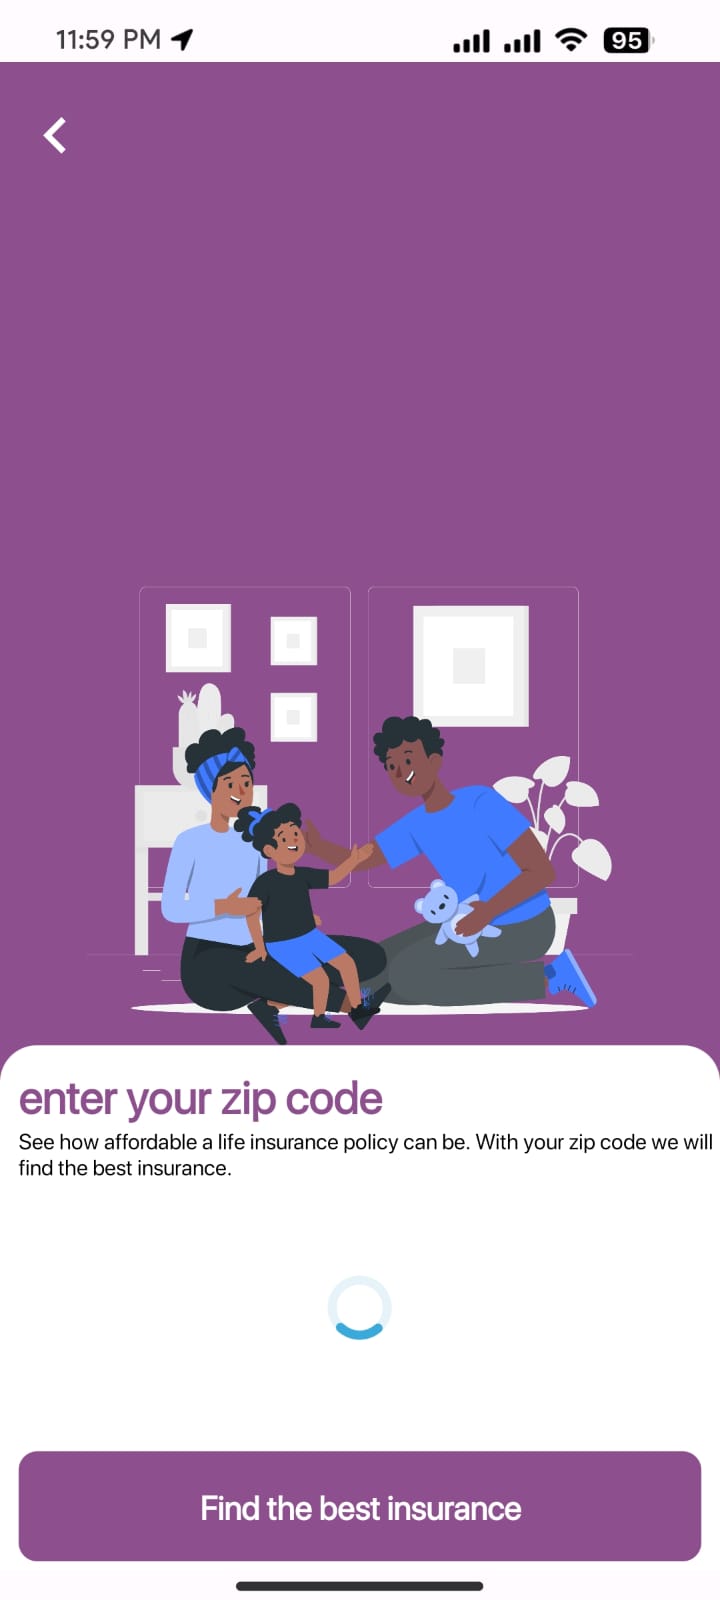 11:59 PM
95
enter your zip code
See how affordable a life insurance policy can be. With your zip code we will
find the best insurance.
Find the best insurance